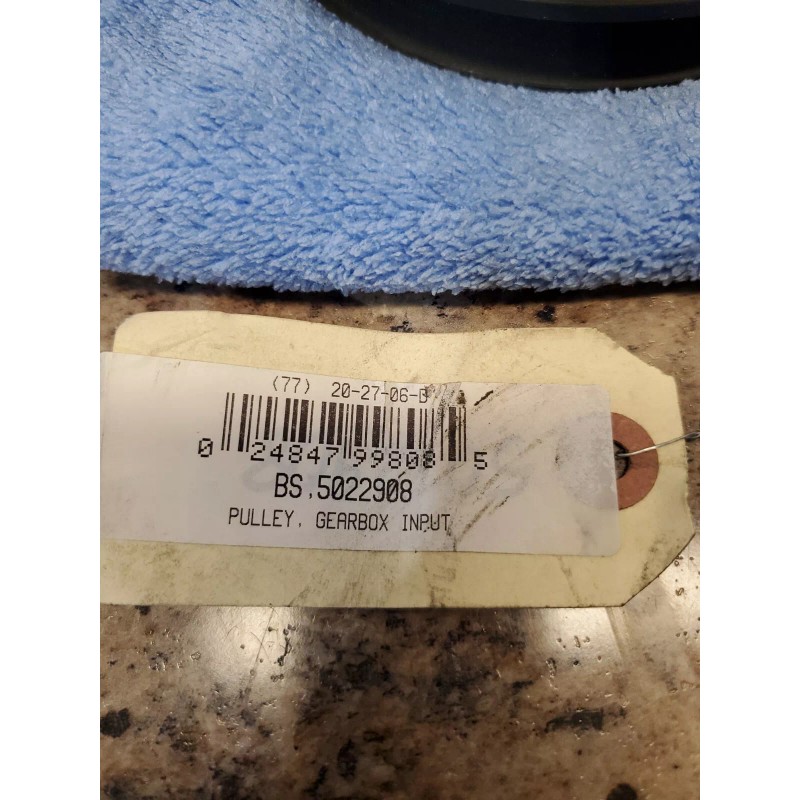 (77) 20-27-06-D
0 24847 99808 5
BS.5022908
PULLEY, GEARBOX INPUT